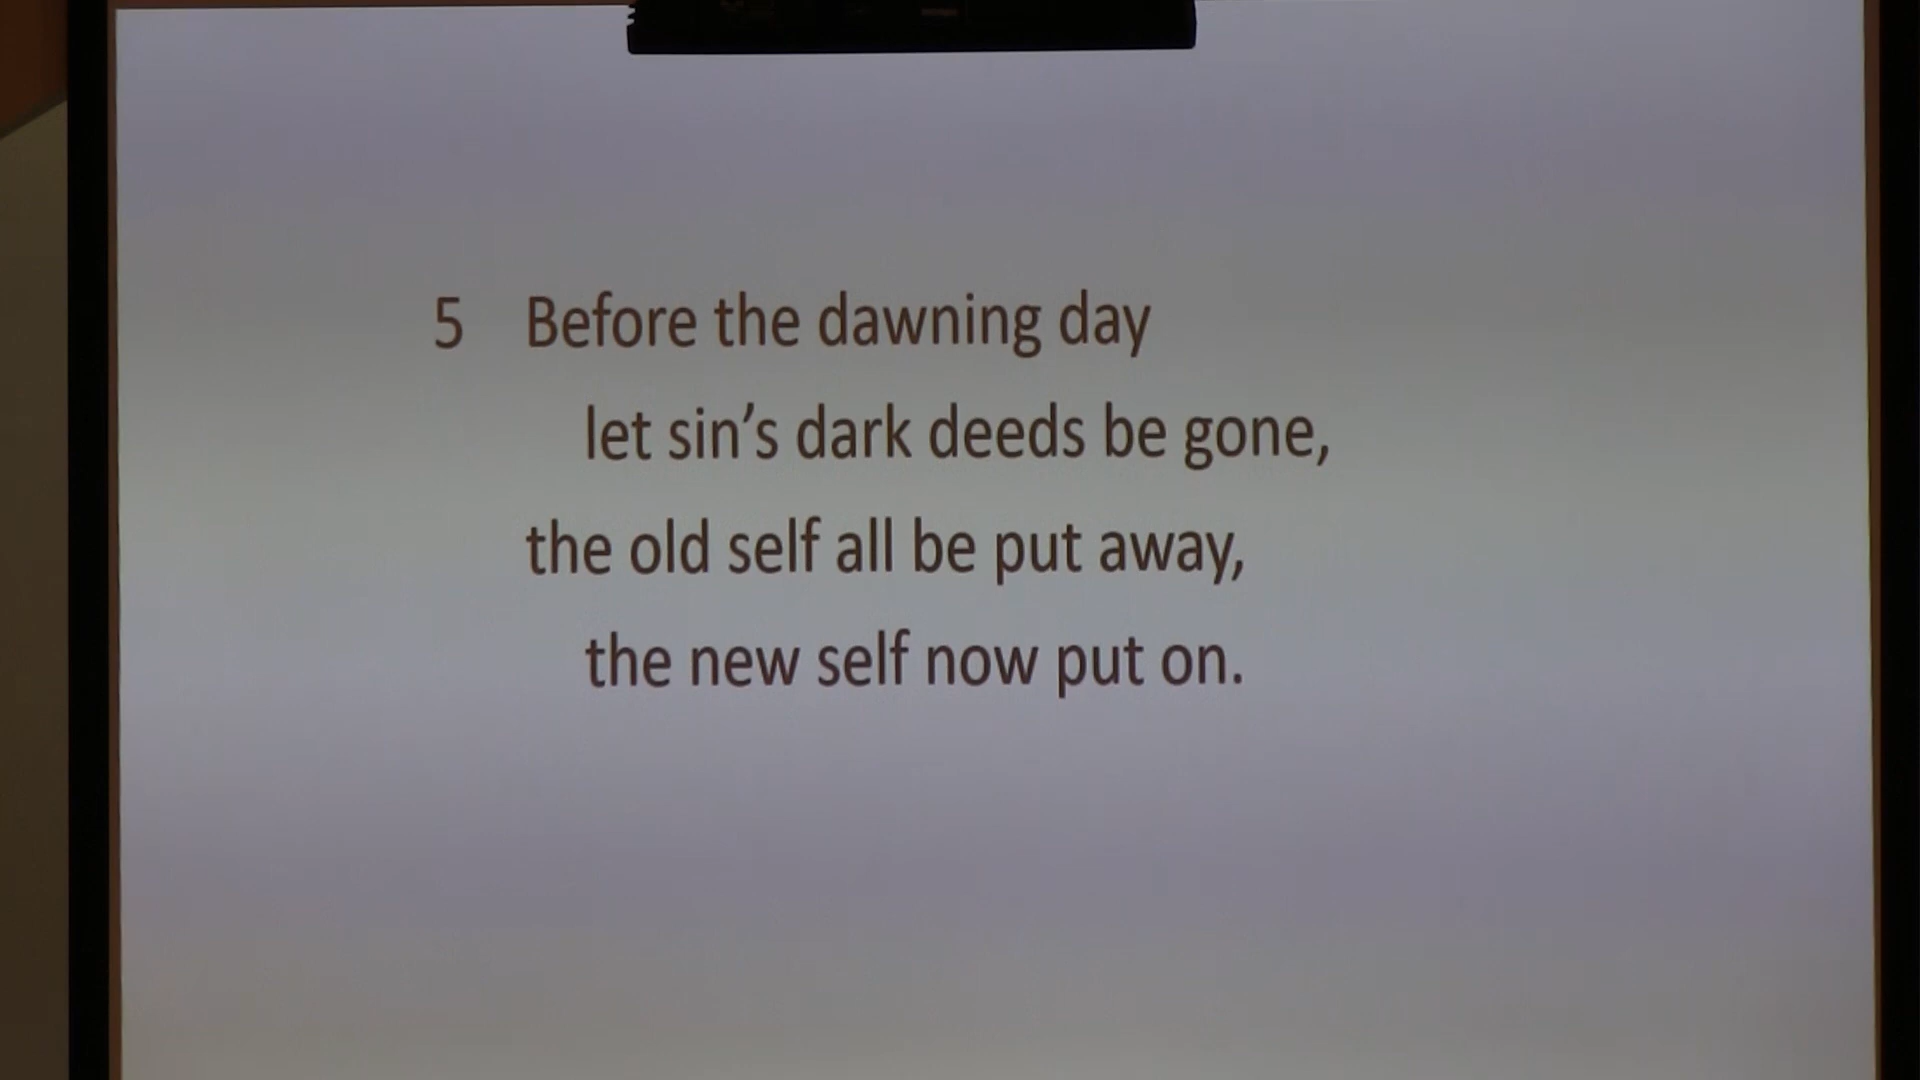 5 Before the dawning day
let sin’s dark deeds be gone,
the old self all be put away,
the new self now put on.